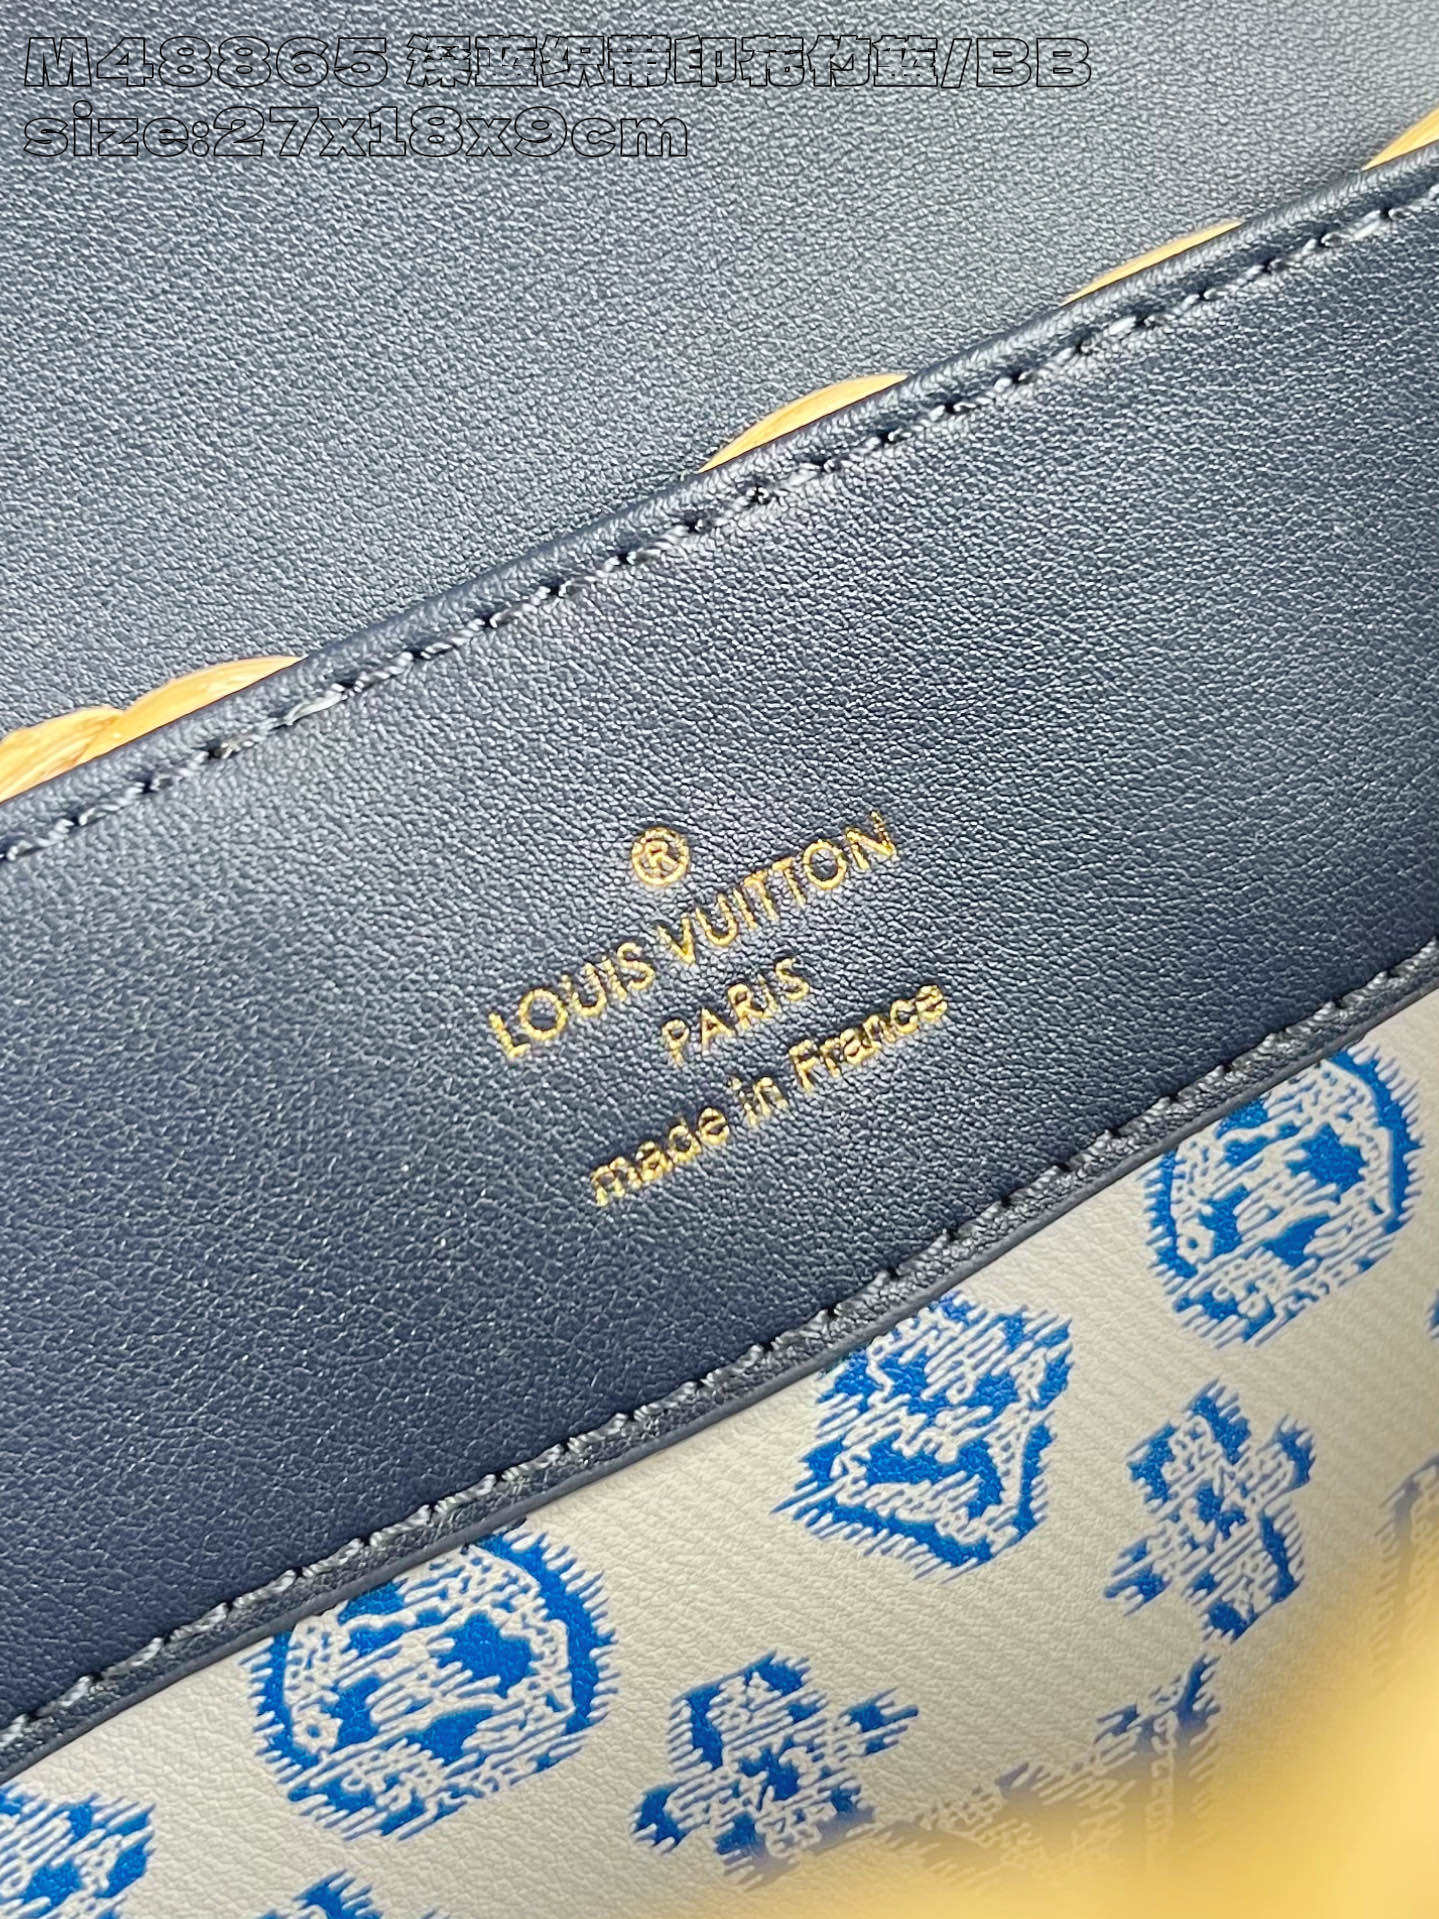 M48865 深蓝织带印花竹篮/BB
size:27x18x9cm
®
LOUIS VUITTON
PARIS
made in France